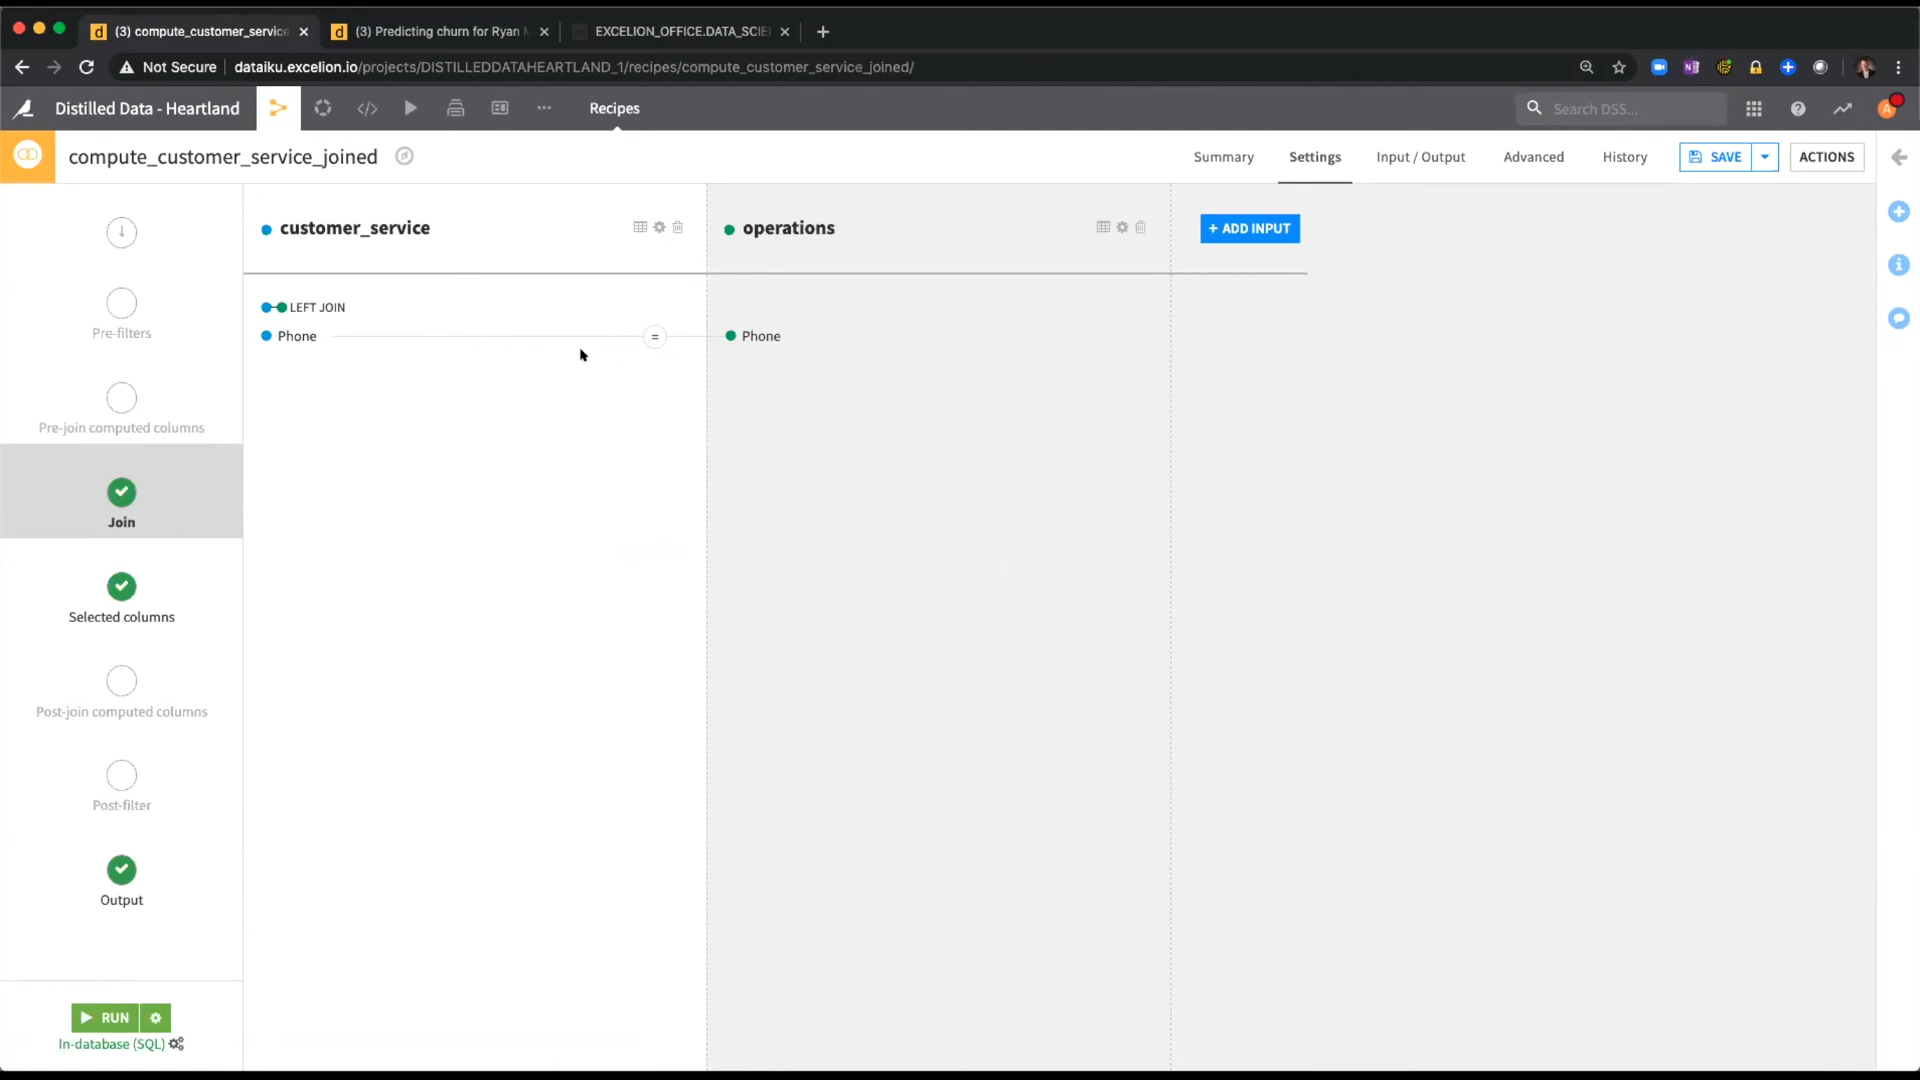 (3) compute_customer_service
(3) Predicting churn for Ryan
EXCELION_OFFICE.DATA_SCIE
Not Secure
dataiku.excelion.io/projects/DISTILLEDDATAHEARTLAND_1/recipes/compute_customer_service_joined/
Distilled Data - Heartland
Recipes
Search DSS...
compute_customer_service_joined
Summary
Settings
Input / Output
Advanced
History
SAVE
ACTIONS
customer_service
operations
+ ADD INPUT
LEFT JOIN
Phone
=
Phone
Pre-filters
Pre-join computed columns
Join
Selected columns
Post-join computed columns
Post-filter
Output
RUN
In-database (SQL)